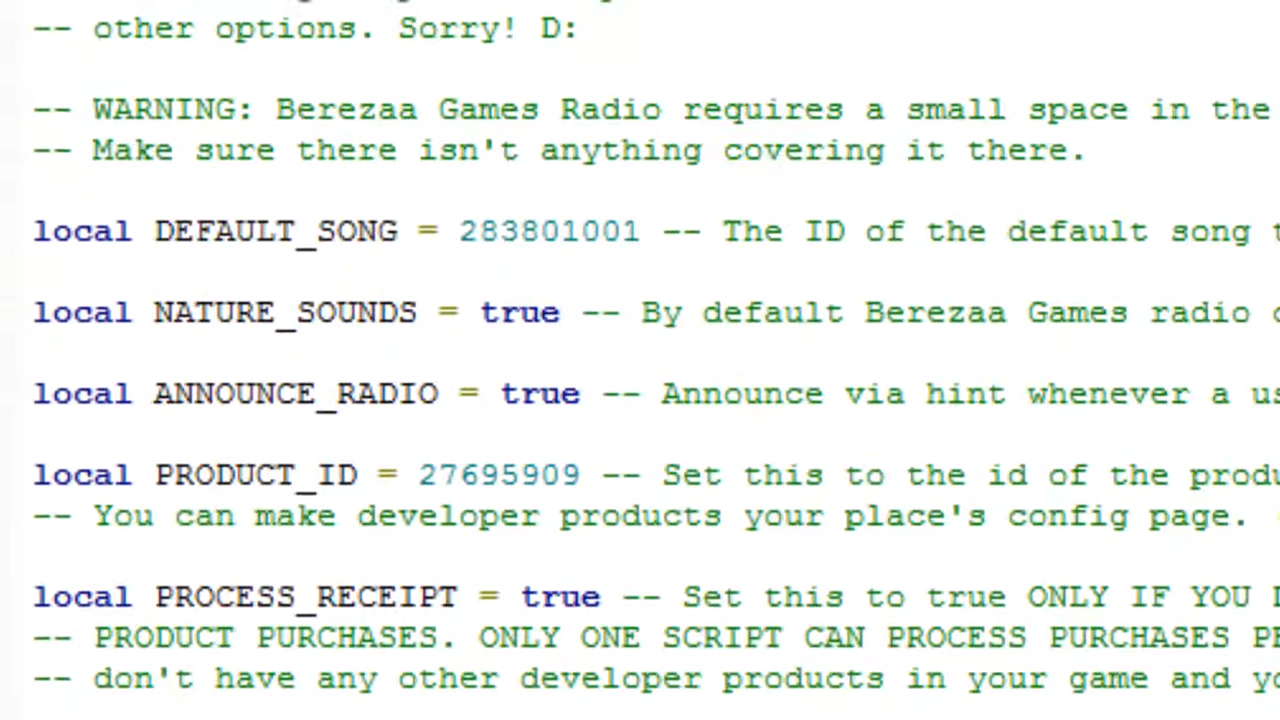 -- other options. Sorry! D:
-- WARNING: Berezaa Games Radio requires a small space in the
-- Make sure there isn't anything covering it there.
local DEFAULT_SONG = 283801001 -- The ID of the default song
local NATURE_SOUNDS = true -- By default Berezaa Games radio
local ANNOUNCE_RADIO = true -- Announce via hint whenever a us
local PRODUCT_ID = 27695909 -- Set this to the id of the produ
-- You can make developer products your place's config page.
local PROCESS_RECEIPT = true -- Set this to true ONLY IF YOU
-- PRODUCT PURCHASES. ONLY ONE SCRIPT CAN PROCESS PURCHASES
-- don't have any other developer products in your game and yo